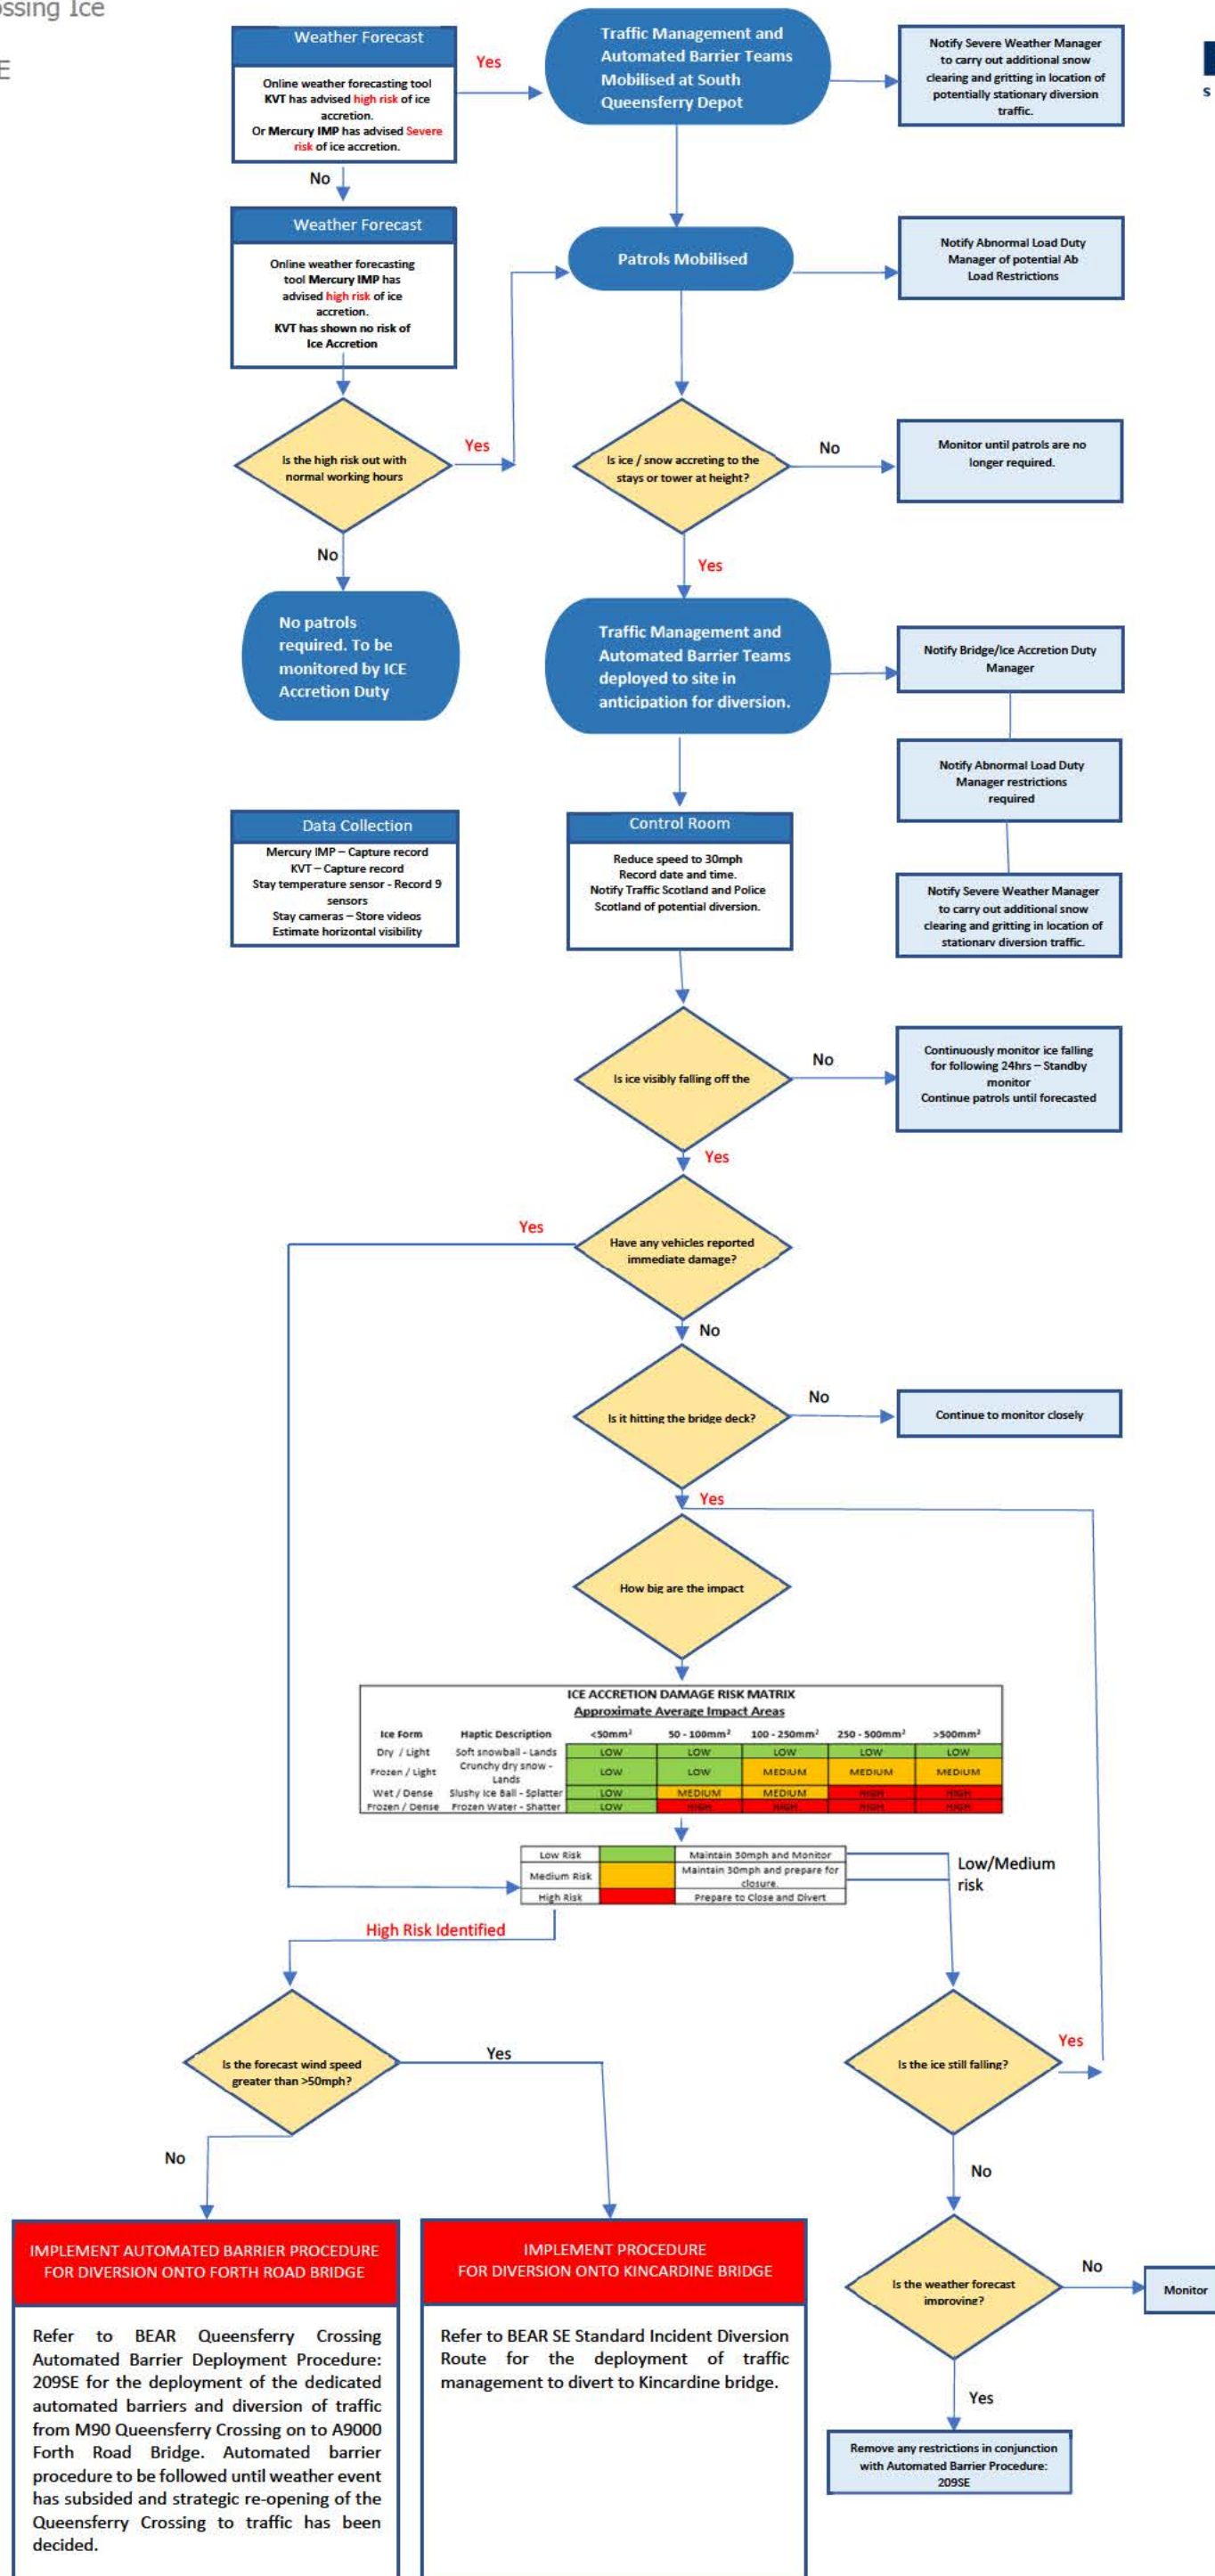 ossing Ice
E
s
Weather Forecast
Online weather forecasting tool
KVT has advised high risk of ice
accretion.
Or Mercury IMP has advised Severe
risk of ice accretion.
Yes
Traffic Management and
Automated Barrier Teams
Mobilised at South
Queensferry Depot
Notify Severe Weather Manager
to carry out additional snow
clearing and gritting in location of
potentially stationary diversion
traffic.
No
Weather Forecast
Online weather forecasting
tool Mercury IMP has
advised high risk of ice
accretion.
KVT has shown no risk of
Ice Accretion
Patrols Mobilised
Notify Abnormal Load Duty
Manager of potential Ab
Load Restrictions
Is the high risk out with
normal working hours
Yes
Is ice / snow accreting to the
stays or tower at height?
No
Monitor until patrols are no
longer required.
No
Yes
No patrols
required. To be
monitored by ICE
Accretion Duty
Traffic Management and
Automated Barrier Teams
deployed to site in
anticipation for diversion.
Notify Bridge/Ice Accretion Duty
Manager
Notify Abnormal Load Duty
Manager restrictions
required
Data Collection
Mercury IMP – Capture record
KVT – Capture record
Stay temperature sensor - Record 9
sensors
Stay cameras – Store videos
Estimate horizontal visibility
Control Room
Reduce speed to 30mph
Record date and time.
Notify Traffic Scotland and Police
Scotland of potential diversion.
Notify Severe Weather Manager
to carry out additional snow
clearing and gritting in location of
stationary diversion traffic.
Is ice visibly falling off the
No
Continuously monitor ice falling
for following 24hrs – Standby
monitor
Continue patrols until forecasted
Yes
Have any vehicles reported
immediate damage?
Yes
No
Is it hitting the bridge deck?
No
Continue to monitor closely
Yes
How big are the impact
ICE ACCRETION DAMAGE RISK MATRIX
Approximate Average Impact Areas
Ice Form Haptic Description <50mm² 50 - 100mm² 100 - 250mm² 250 - 500mm² >500mm²
Dry / Light Soft snowball - Lands LOW LOW LOW LOW LOW
Frozen / Light Crunchy dry snow - Lands LOW LOW MEDIUM MEDIUM MEDIUM
Wet / Dense Slushy Ice Ball - Splatter LOW MEDIUM MEDIUM HIGH HIGH
Frozen / Dense Frozen Water - Shatter LOW HIGH HIGH HIGH HIGH
Low Risk Maintain 30mph and Monitor
Medium Risk Maintain 30mph and prepare for closure.
High Risk Prepare to Close and Divert
Low/Medium
risk
High Risk Identified
Is the forecast wind speed
greater than >50mph?
Yes
No
Is the ice still falling?
Yes
No
IMPLEMENT AUTOMATED BARRIER PROCEDURE
FOR DIVERSION ONTO FORTH ROAD BRIDGE
Refer to BEAR Queensferry Crossing
Automated Barrier Deployment Procedure:
209SE for the deployment of the dedicated
automated barriers and diversion of traffic
from M90 Queensferry Crossing on to A9000
Forth Road Bridge. Automated barrier
procedure to be followed until weather event
has subsided and strategic re-opening of the
Queensferry Crossing to traffic has been
decided.
IMPLEMENT PROCEDURE
FOR DIVERSION ONTO KINCARDINE BRIDGE
Refer to BEAR SE Standard Incident Diversion
Route for the deployment of traffic
management to divert to Kincardine bridge.
Is the weather forecast
improving?
No
Monitor
Yes
Remove any restrictions in conjunction
with Automated Barrier Procedure:
209SE